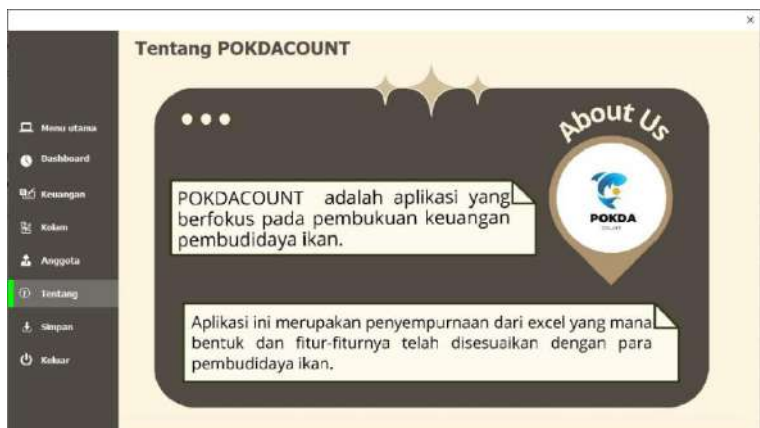 Tentang POKDACOUNT
Menu utama
Dashboard
Keuangan
Kolam
Anggota
Tentang
Simpan
Keluar
About Us
POKDA
POKDACOUNT adalah aplikasi yang
berfokus pada pembukuan keuangan
pembudidaya ikan.
Aplikasi ini merupakan penyempurnaan dari excel yang mana
bentuk dan fitur-fiturnya telah disesuaikan dengan para
pembudidaya ikan.